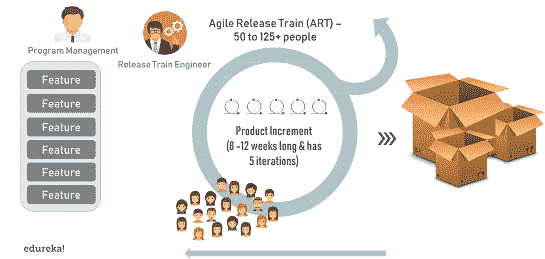 Agile Release Train (ART) –
50 to 125+ people
Program Management
Release Train Engineer
Feature
Feature
Feature
Feature
Feature
Feature
Product Increment
(8 -12 weeks long & has
5 iterations)
edureka!